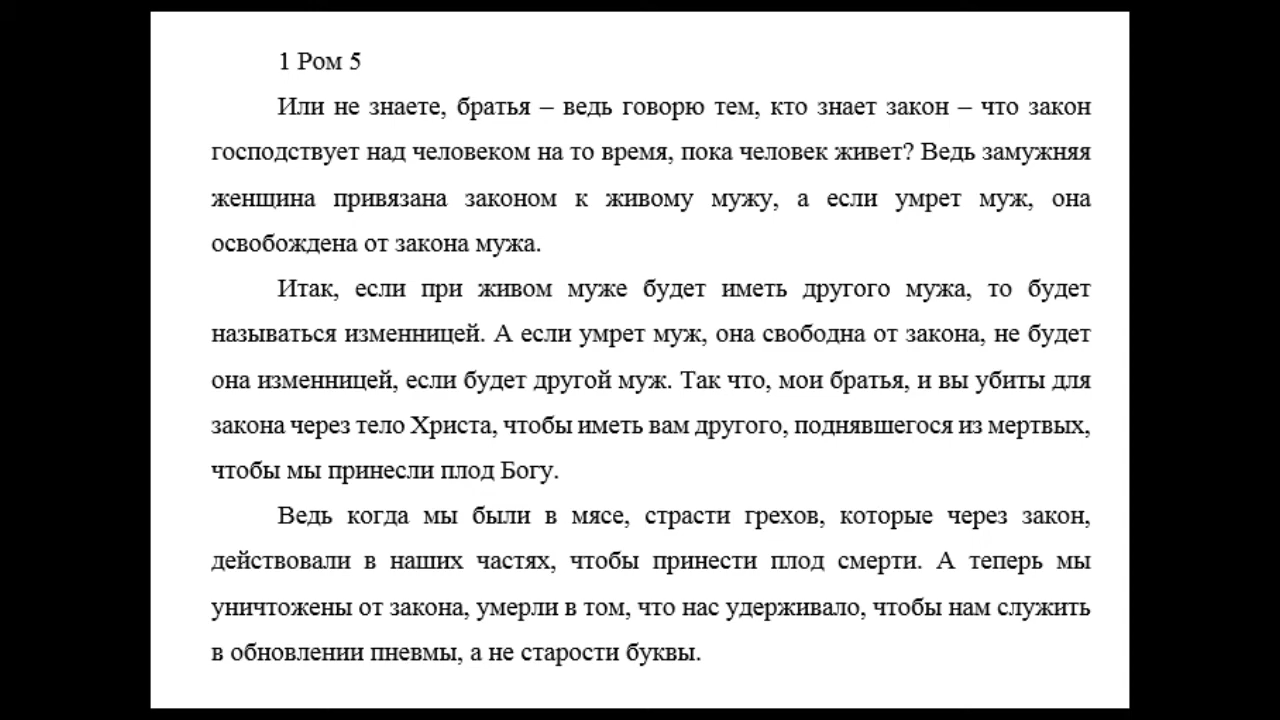 1 Ром 5
Или не знаете, братья – ведь говорю тем, кто знает закон – что закон
господствует над человеком на то время, пока человек живет? Ведь замужняя
женщина привязана законом к живому мужу, а если умрет муж, она
освобождена от закона мужа.
Итак, если при живом муже будет иметь другого мужа, то будет
называться изменницей. А если умрет муж, она свободна от закона, не будет
она изменницей, если будет другой муж. Так что, мои братья, и вы убиты для
закона через тело Христа, чтобы иметь вам другого, поднявшегося из мертвых,
чтобы мы принесли плод Богу.
Ведь когда мы были в мясе, страсти грехов, которые через закон,
действовали в наших частях, чтобы принести плод смерти. А теперь мы
уничтожены от закона, умерли в том, что нас удерживало, чтобы нам служить
в обновлении пневмы, а не старости буквы.